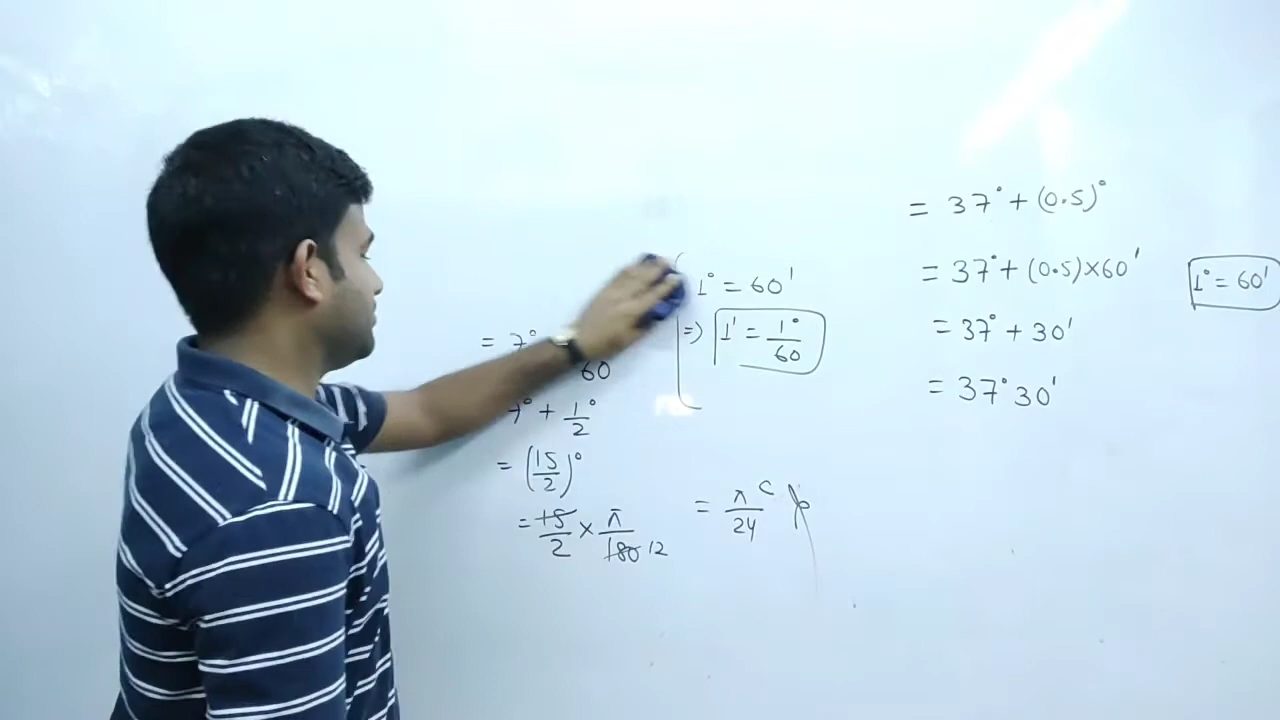 = 7°
60
7° + 1/2°
= (15/2)°
= 15/2 × π/180 12
= π/24 ᶜ
1° = 60'
=) 1' = 1°/60
= 37° + (0.5)°
= 37° + (0.5)×60'
= 37° + 30'
= 37° 30'
1° = 60'